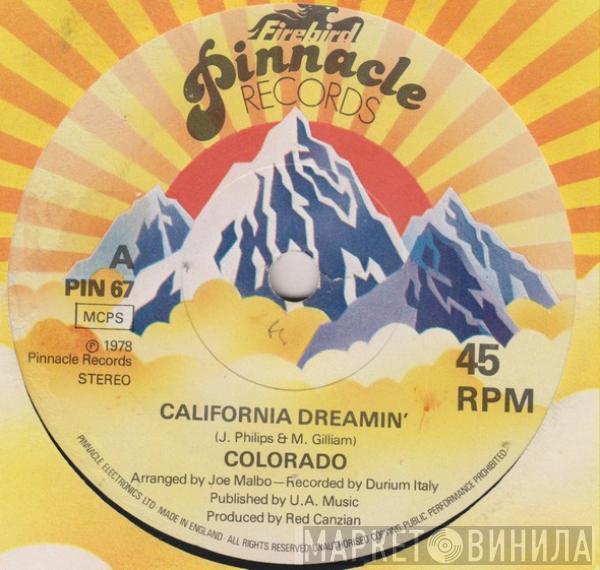 Firebird
Pinnacle
RECORDS
A
PIN 67
MCPS
℗ 1978
Pinnacle Records
STEREO
45
RPM
CALIFORNIA DREAMIN'
(J. Philips & M. Gilliam)
COLORADO
Arranged by Joe Malbo—Recorded by Durium Italy
Published by U.A. Music
Produced by Red Canzian
PINNACLE ELECTRONICS LTD. MADE IN ENGLAND. ALL RIGHTS RESERVED. UNAUTHORISED COPYING PUBLIC PERFORMANCE PROHIBITED.
МАРКЕТ ВИНИЛА